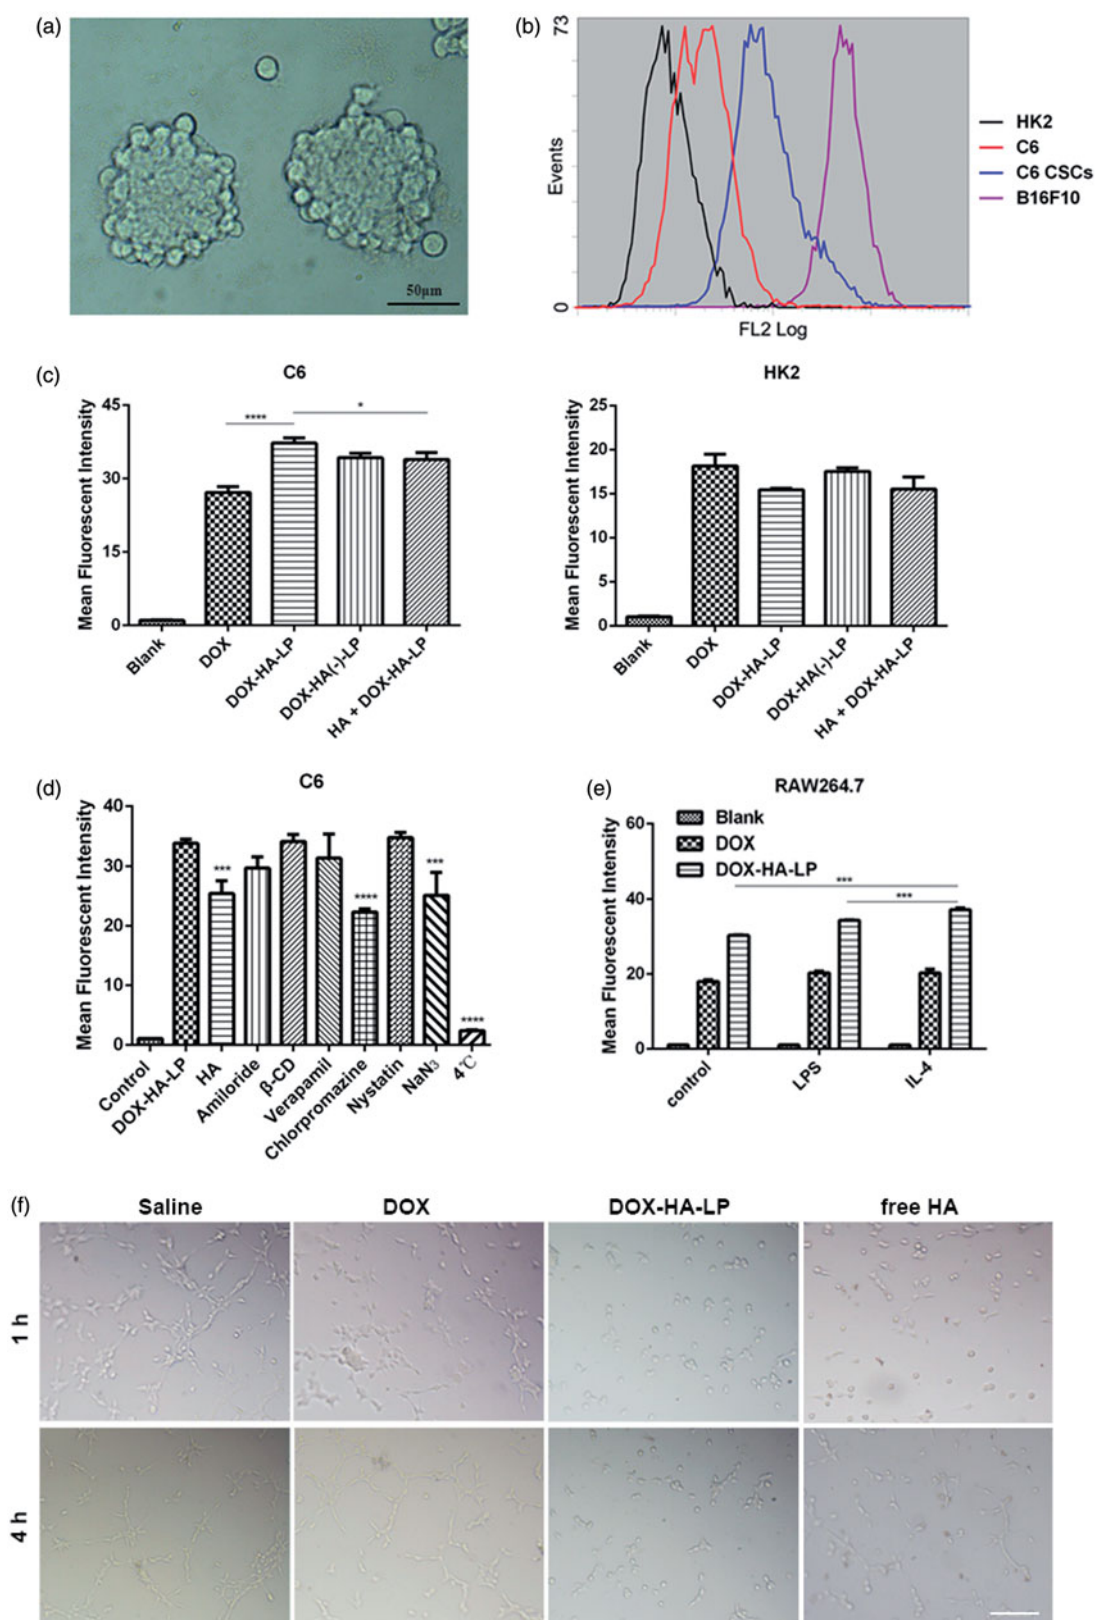 (a)
50μm
(b)
73
Events
0
FL2 Log
HK2
C6
C6 CSCs
B16F10
(c)
C6
Mean Fluorescent Intensity
45
30
15
0
****
*
Blank
DOX
DOX-HA-LP
DOX-HA(-)-LP
HA + DOX-HA-LP
HK2
Mean Fluorescent Intensity
25
20
15
10
5
0
Blank
DOX
DOX-HA-LP
DOX-HA(-)-LP
HA + DOX-HA-LP
(d)
C6
Mean Fluorescent Intensity
40
30
20
10
0
***
****
***
****
Control
DOX-HA-LP
HA
Amiloride
β-CD
Verapamil
Chlorpromazine
Nystatin
NaN₃
4℃
(e)
RAW264.7
Blank
DOX
DOX-HA-LP
Mean Fluorescent Intensity
60
40
20
0
***
***
control
LPS
IL-4
(f)
Saline
DOX
DOX-HA-LP
free HA
1 h
4 h